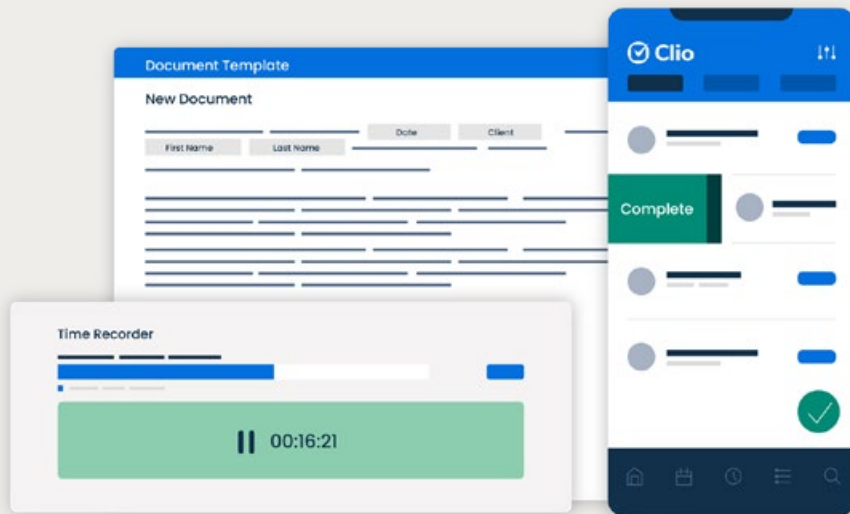 Document Template
New Document
Date Client
First Name Last Name
Time Recorder
00:16:21
Clio
Complete